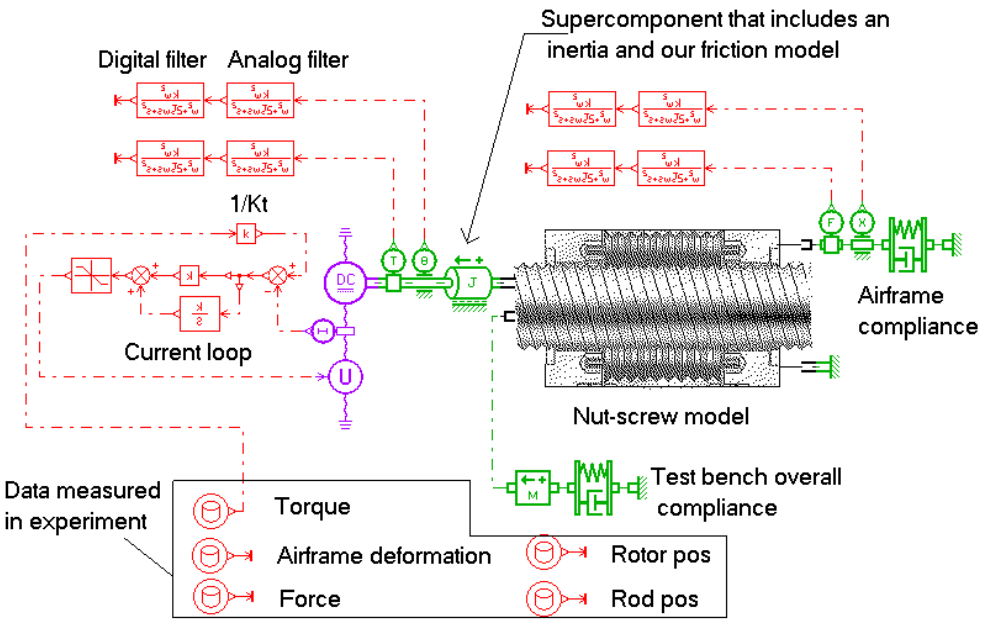 Supercomponent that includes an
inertia and our friction model
Digital filter Analog filter
1/Kt
k
T θ
F X
+ + k + −
k
s
DC
J
− +
I
U
Current loop
Airframe
compliance
Nut-screw model
M
Test bench overall
compliance
Data measured
in experiment
Torque
Airframe deformation
Force
Rotor pos
Rod pos